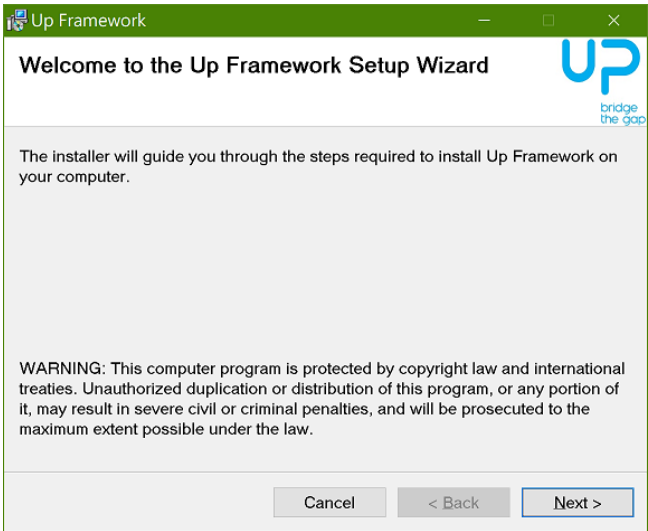 Up Framework
Welcome to the Up Framework Setup Wizard
UP
bridge
the gap
The installer will guide you through the steps required to install Up Framework on
your computer.
WARNING: This computer program is protected by copyright law and international
treaties. Unauthorized duplication or distribution of this program, or any portion of
it, may result in severe civil or criminal penalties, and will be prosecuted to the
maximum extent possible under the law.
Cancel < Back Next >